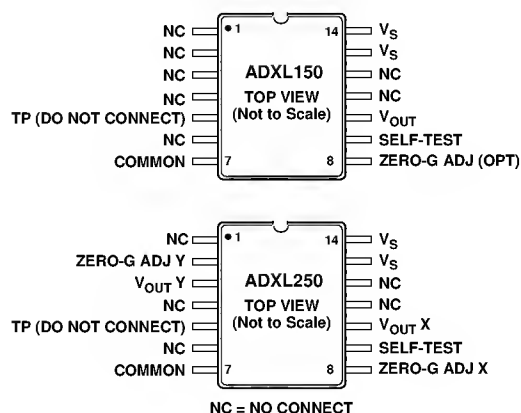 NC 1 14 VS
NC VS
NC ADXL150 NC
NC TOP VIEW NC
TP (DO NOT CONNECT) (Not to Scale) VOUT
NC SELF-TEST
COMMON 7 8 ZERO-G ADJ (OPT)
NC 1 14 VS
ZERO-G ADJ Y VS
VOUT Y ADXL250 NC
NC TOP VIEW NC
TP (DO NOT CONNECT) (Not to Scale) VOUT X
NC SELF-TEST
COMMON 7 8 ZERO-G ADJ X
NC = NO CONNECT